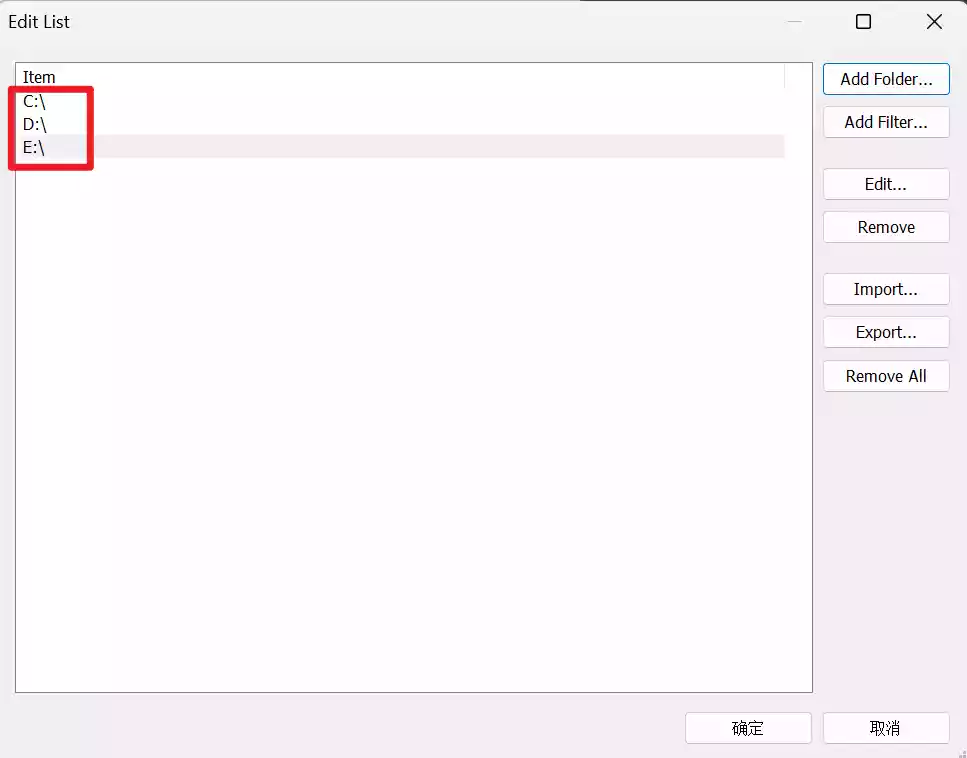 Edit List
Item
C:\
D:\
E:\
Add Folder...
Add Filter...
Edit...
Remove
Import...
Export...
Remove All
确定
取消